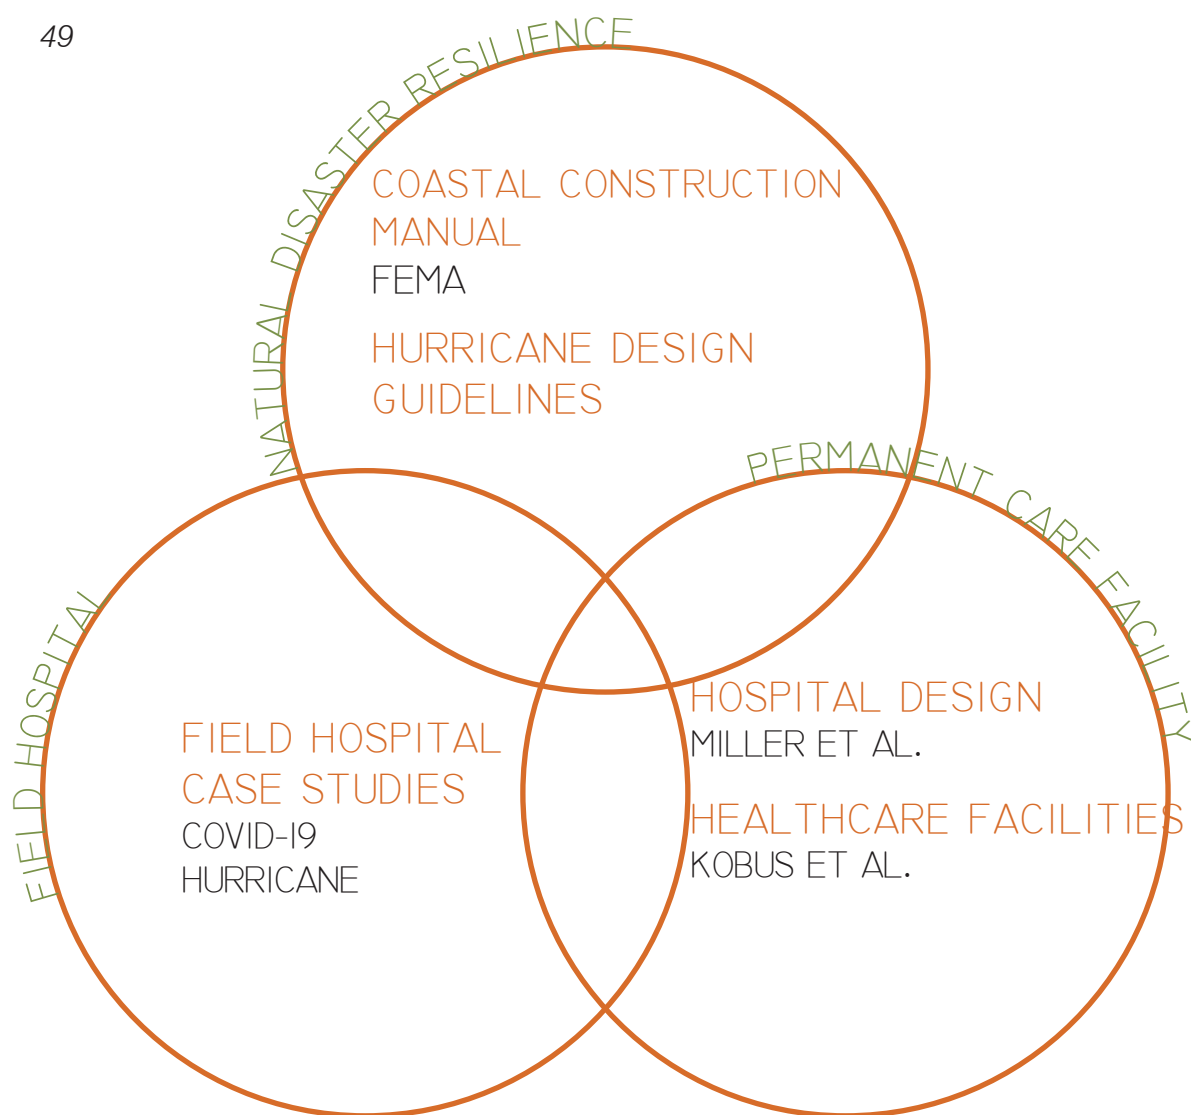 49
NATURAL DISASTER RESILIENCE
COASTAL CONSTRUCTION
MANUAL
FEMA
HURRICANE DESIGN
GUIDELINES
PERMANENT CARE FACILITY
FIELD HOSPITAL
HOSPITAL DESIGN
MILLER ET AL.
HEALTHCARE FACILITIES
KOBUS ET AL.
FIELD HOSPITAL
CASE STUDIES
COVID-19
HURRICANE